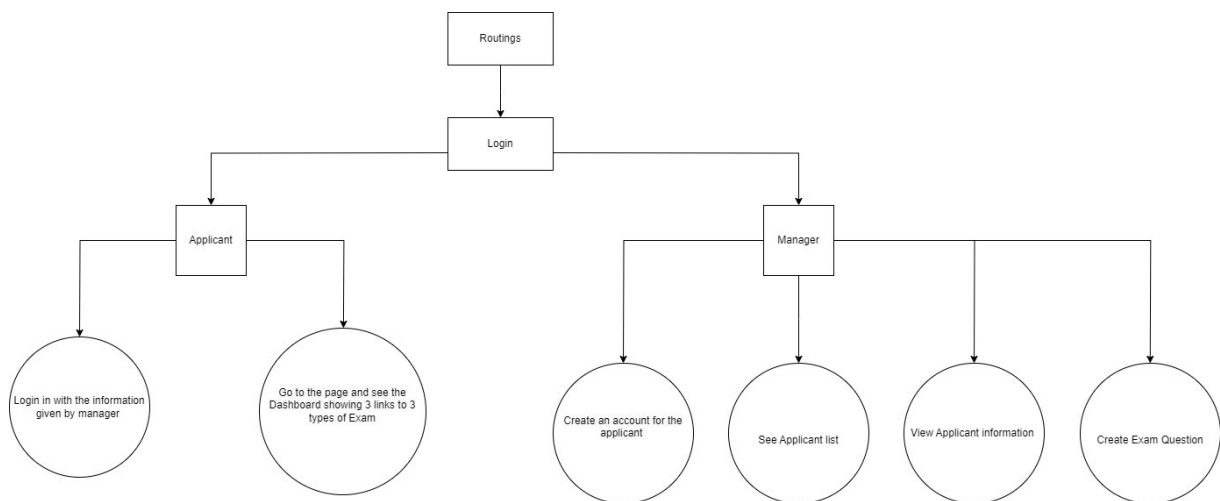 Routings
Login
Applicant
Manager
Login in with the information
given by manager
Go to the page and see the
Dashboard showing 3 links to 3
types of Exam
Create an account for the
applicant
See Applicant list
View Applicant information
Create Exam Question